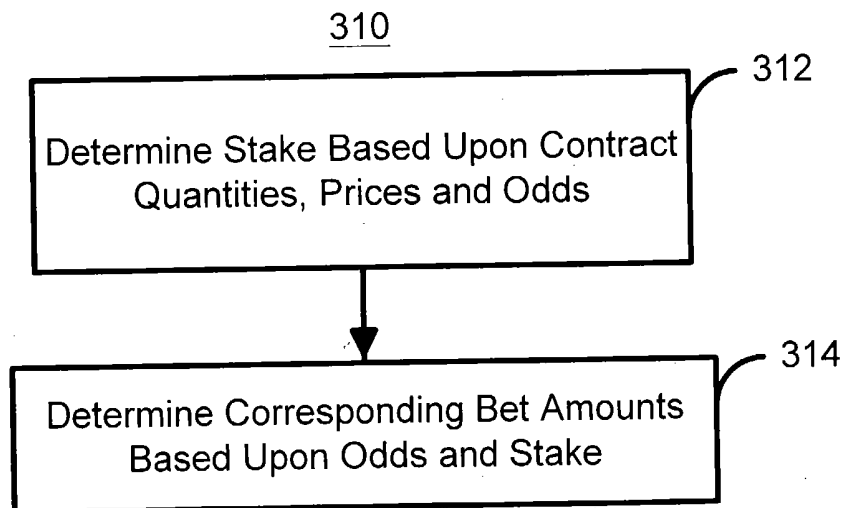 310
312
Determine Stake Based Upon Contract
Quantities, Prices and Odds
314
Determine Corresponding Bet Amounts
Based Upon Odds and Stake